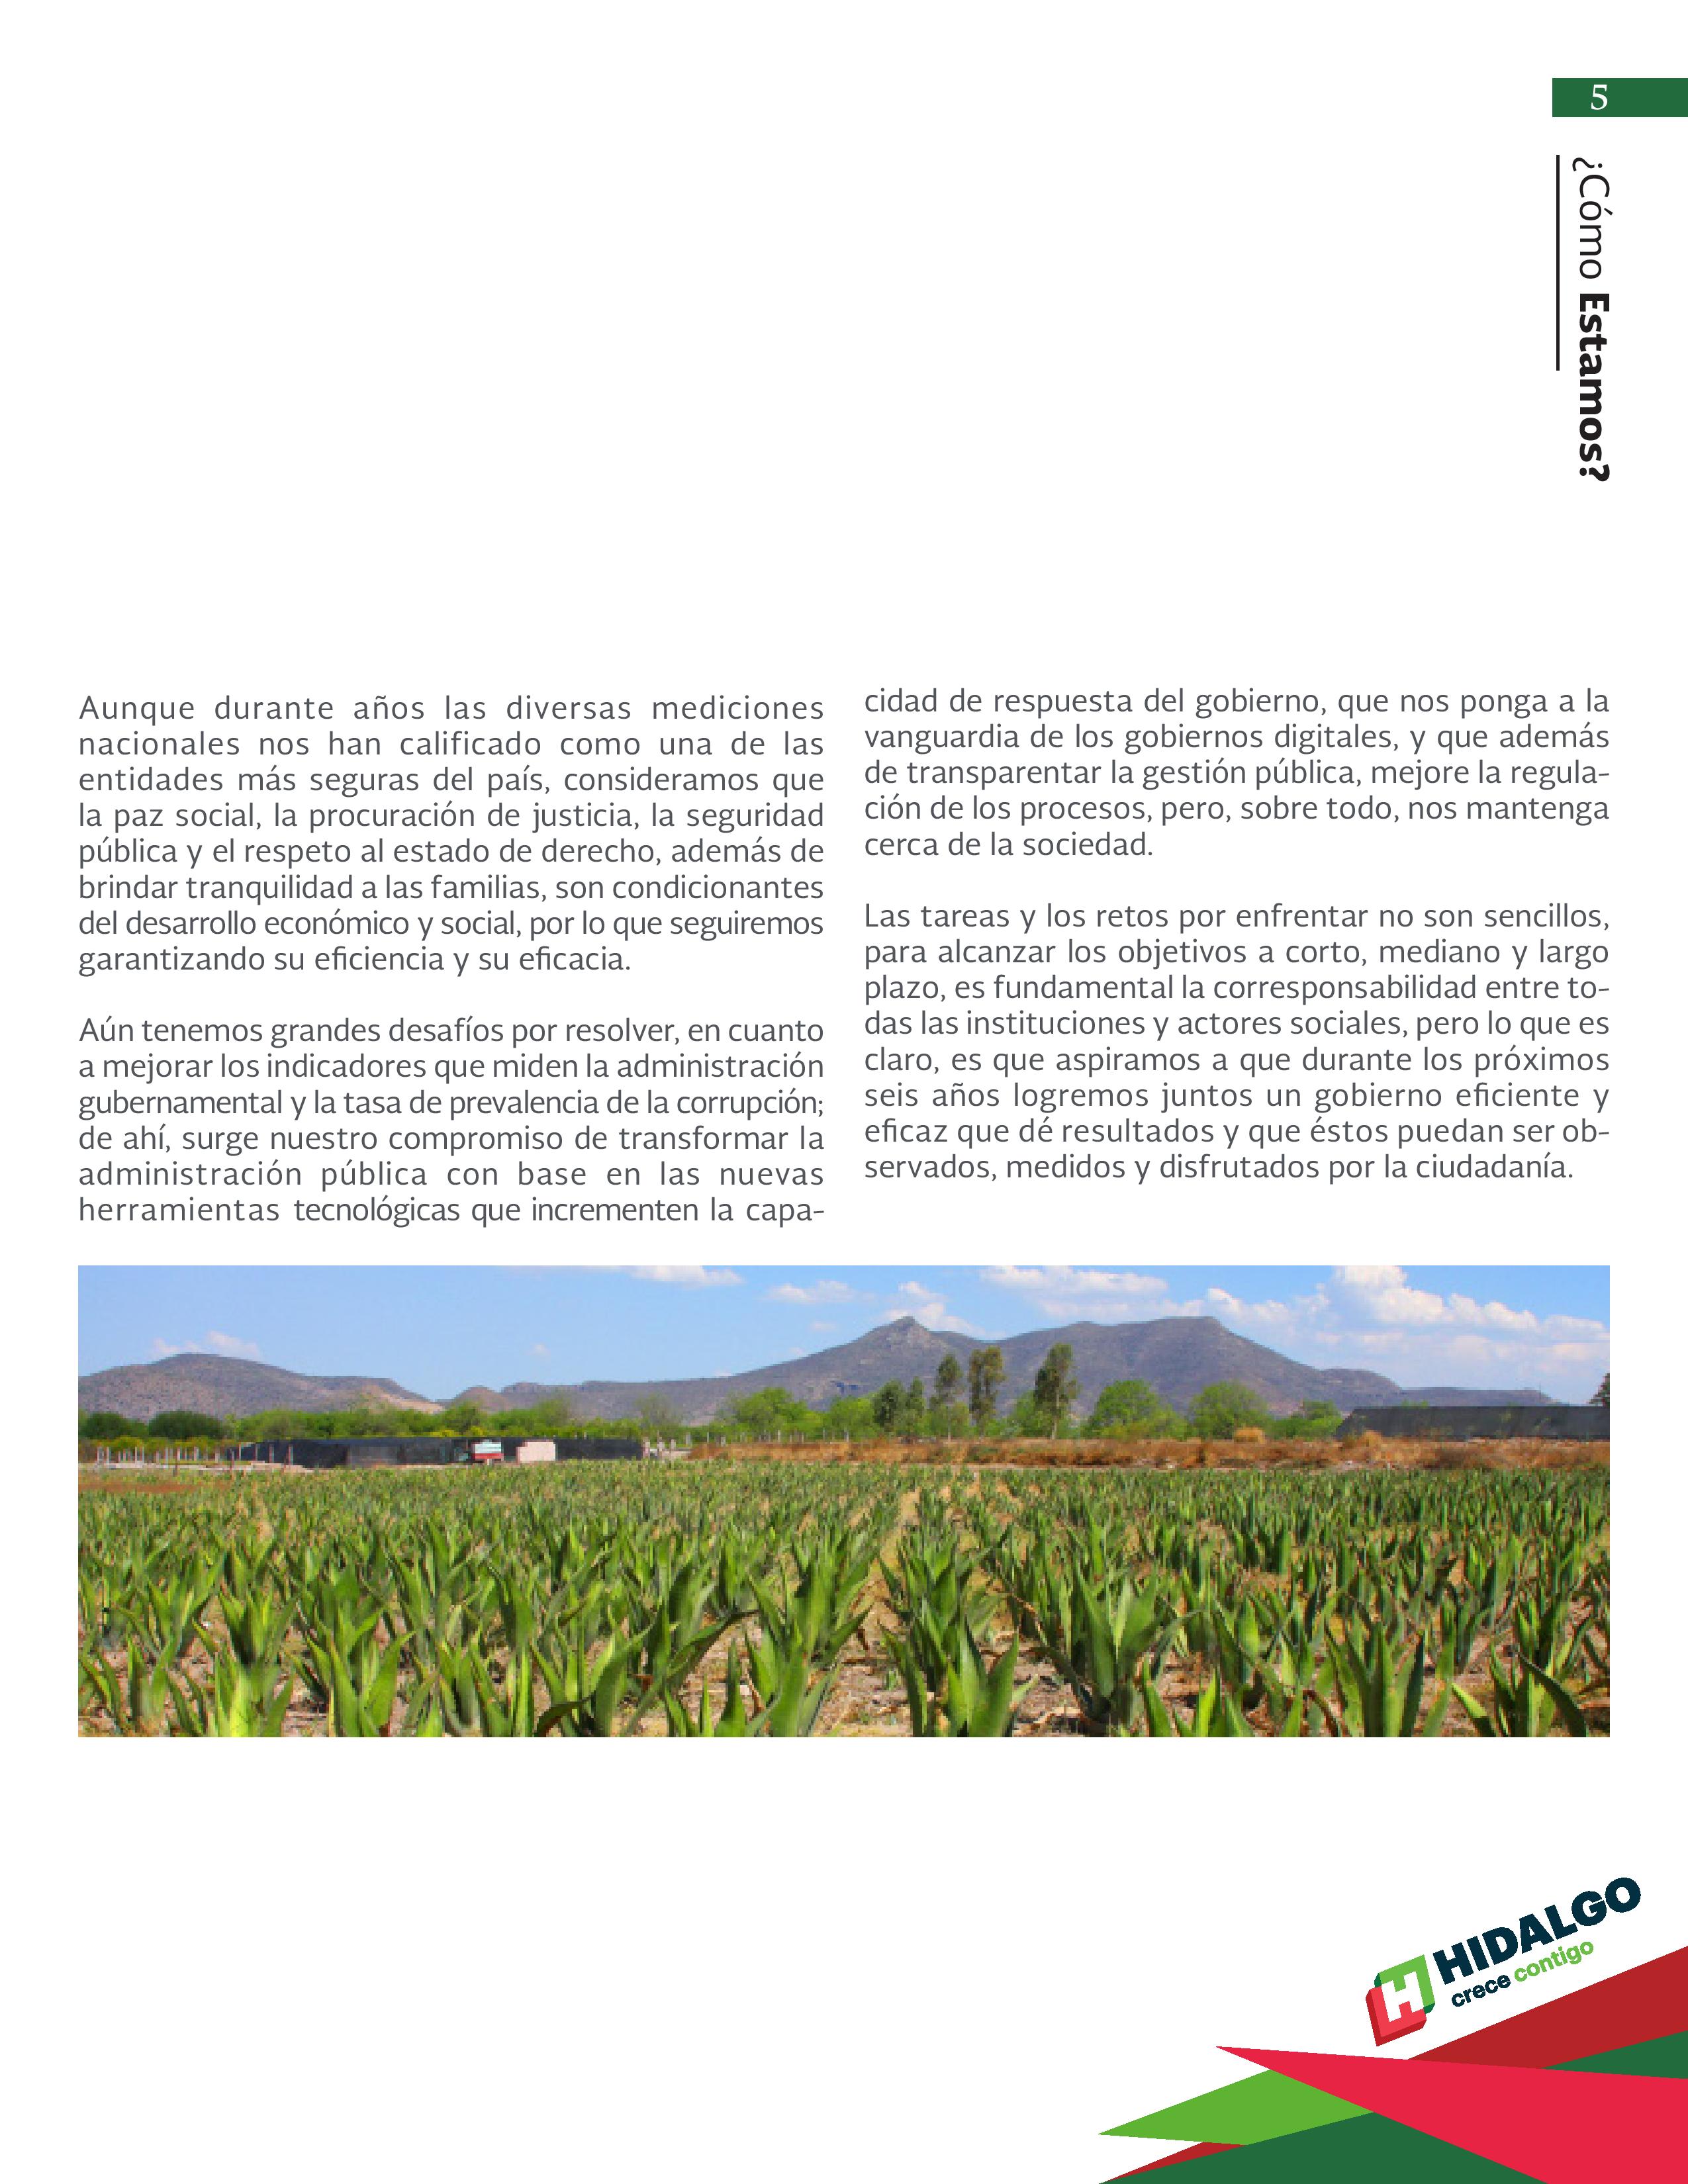 5
¿Cómo Estamos?
Aunque durante años las diversas mediciones
nacionales nos han calificado como una de las
entidades más seguras del país, consideramos que
la paz social, la procuración de justicia, la seguridad
pública y el respeto al estado de derecho, además de
brindar tranquilidad a las familias, son condicionantes
del desarrollo económico y social, por lo que seguiremos
garantizando su eficiencia y su eficacia.
Aún tenemos grandes desafíos por resolver, en cuanto
a mejorar los indicadores que miden la administración
gubernamental y la tasa de prevalencia de la corrupción;
de ahí, surge nuestro compromiso de transformar la
administración pública con base en las nuevas
herramientas tecnológicas que incrementen la capa-
cidad de respuesta del gobierno, que nos ponga a la
vanguardia de los gobiernos digitales, y que además
de transparentar la gestión pública, mejore la regula-
ción de los procesos, pero, sobre todo, nos mantenga
cerca de la sociedad.
Las tareas y los retos por enfrentar no son sencillos,
para alcanzar los objetivos a corto, mediano y largo
plazo, es fundamental la corresponsabilidad entre to-
das las instituciones y actores sociales, pero lo que es
claro, es que aspiramos a que durante los próximos
seis años logremos juntos un gobierno eficiente y
eficaz que dé resultados y que éstos puedan ser ob-
servados, medidos y disfrutados por la ciudadanía.
H HIDALGO
crece contigo